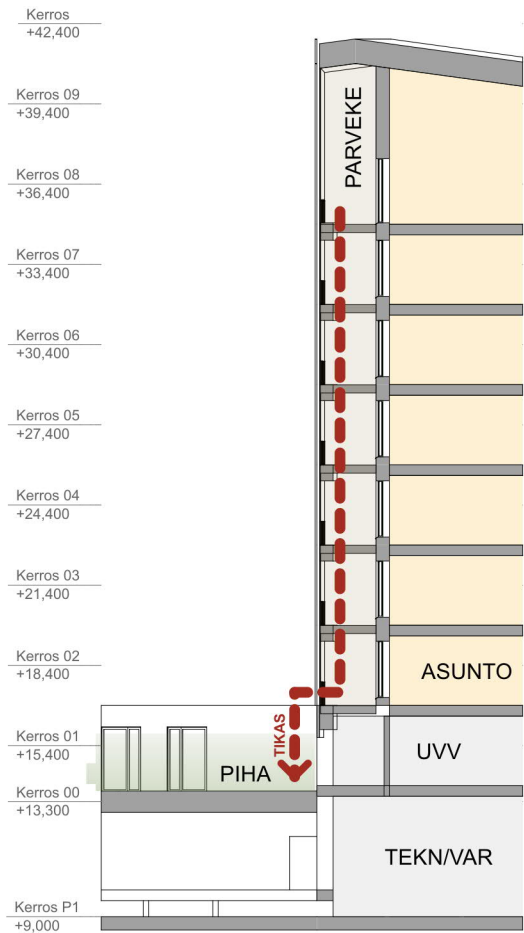 Kerros
+42,400
Kerros 09
+39,400
PARVEKE
Kerros 08
+36,400
Kerros 07
+33,400
Kerros 06
+30,400
Kerros 05
+27,400
Kerros 04
+24,400
Kerros 03
+21,400
Kerros 02
+18,400
ASUNTO
Kerros 01
+15,400
TIKAS
UVV
PIHA
Kerros 00
+13,300
TEKN/VAR
Kerros P1
+9,000